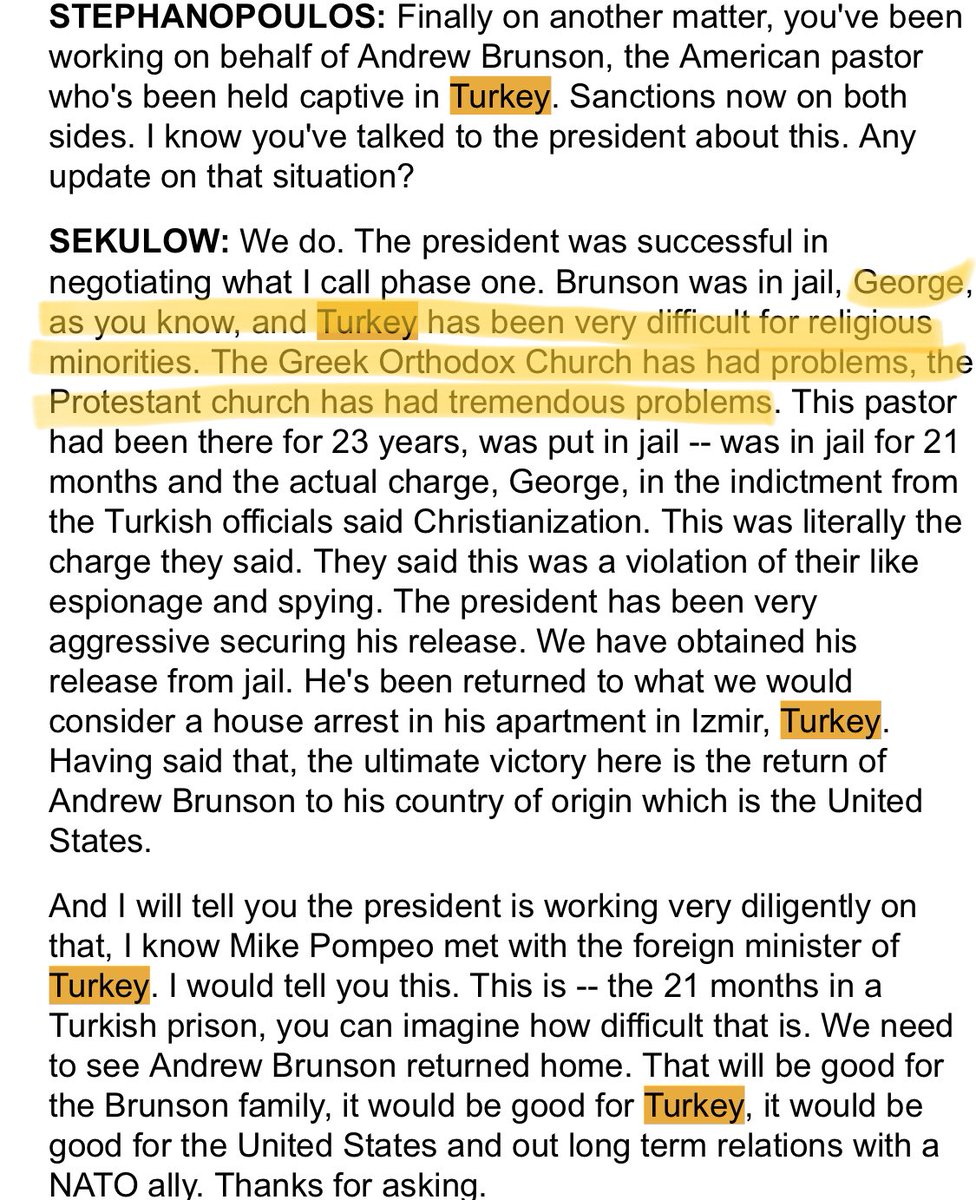 STEPHANOPOULOS: Finally on another matter, you've been
working on behalf of Andrew Brunson, the American pastor
who's been held captive in Turkey. Sanctions now on both
sides. I know you've talked to the president about this. Any
update on that situation?
SEKULOW: We do. The president was successful in
negotiating what I call phase one. Brunson was in jail, George,
as you know, and Turkey has been very difficult for religious
minorities. The Greek Orthodox Church has had problems, the
Protestant church has had tremendous problems. This pastor
had been there for 23 years, was put in jail -- was in jail for 21
months and the actual charge, George, in the indictment from
the Turkish officials said Christianization. This was literally the
charge they said. They said this was a violation of their like
espionage and spying. The president has been very
aggressive securing his release. We have obtained his
release from jail. He's been returned to what we would
consider a house arrest in his apartment in Izmir, Turkey.
Having said that, the ultimate victory here is the return of
Andrew Brunson to his country of origin which is the United
States.
And I will tell you the president is working very diligently on
that, I know Mike Pompeo met with the foreign minister of
Turkey. I would tell you this. This is -- the 21 months in a
Turkish prison, you can imagine how difficult that is. We need
to see Andrew Brunson returned home. That will be good for
the Brunson family, it would be good for Turkey, it would be
good for the United States and out long term relations with a
NATO ally. Thanks for asking.